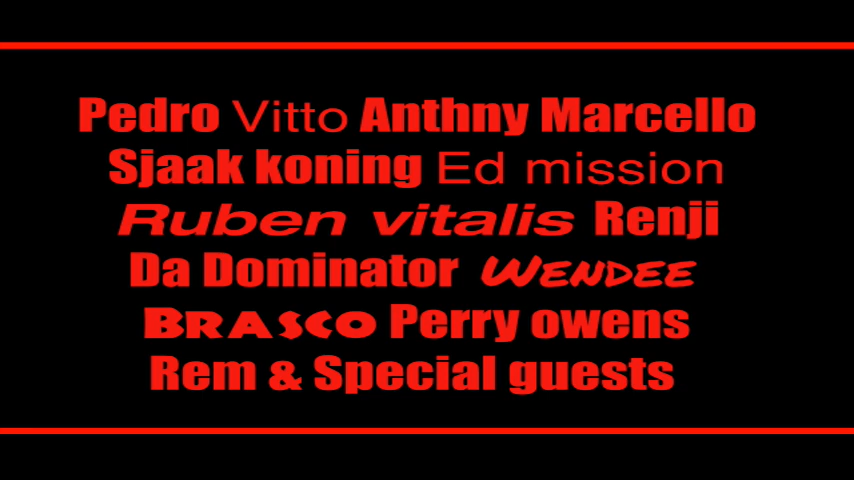 Pedro Vitto Anthny Marcello
Sjaak koning Ed mission
Ruben vitalis Renji
Da Dominator WENDEE
BRASCO Perry owens
Rem & Special guests